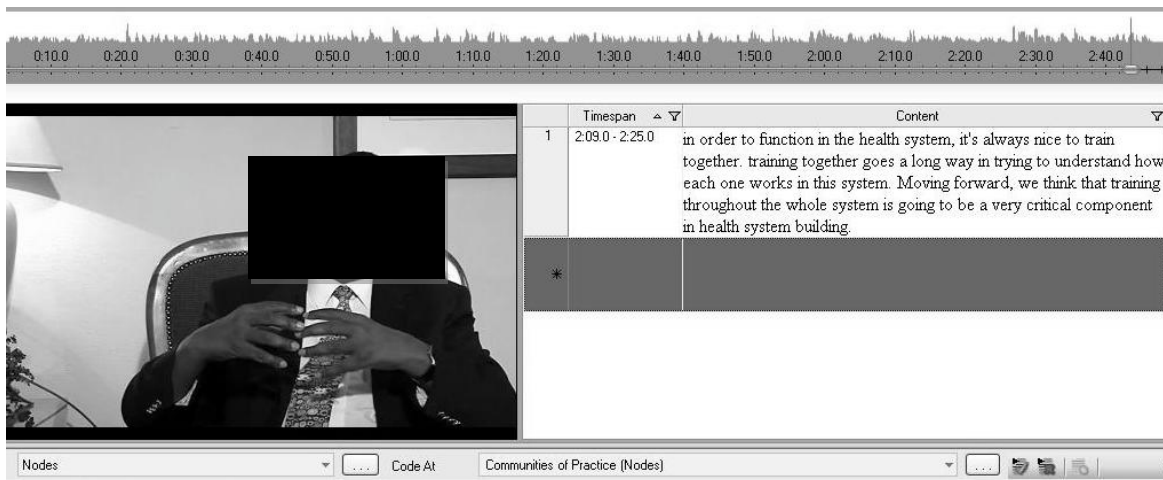 0:10.0 0:20.0 0:30.0 0:40.0 0:50.0 1:00.0 1:10.0 1:20.0 1:30.0 1:40.0 1:50.0 2:00.0 2:10.0 2:20.0 2:30.0 2:40.0
Timespan Content
1 2:09.0 - 2:25.0 in order to function in the health system, it's always nice to train
together. training together goes a long way in trying to understand how
each one works in this system. Moving forward, we think that training
throughout the whole system is going to be a very critical component
in health system building.
*
Nodes ... Code At Communities of Practice (Nodes) ...